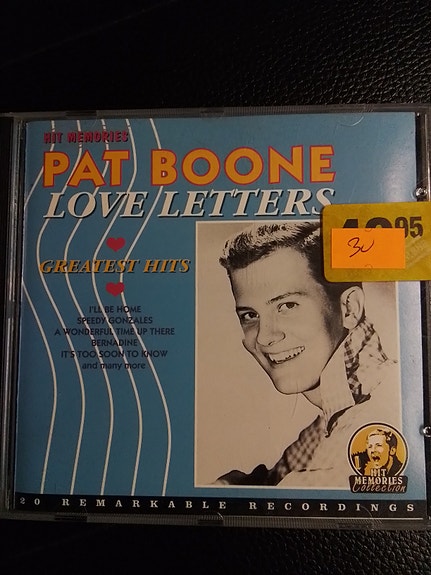 HIT MEMORIES
PAT BOONE
LOVE LETTERS
95
30
GREATEST HITS
I'LL BE HOME
SPEEDY GONZALES
A WONDERFUL TIME UP THERE
BERNADINE
IT'S TOO SOON TO KNOW
and many more
HIT
MEMORIES
Collection
20 REMARKABLE RECORDINGS